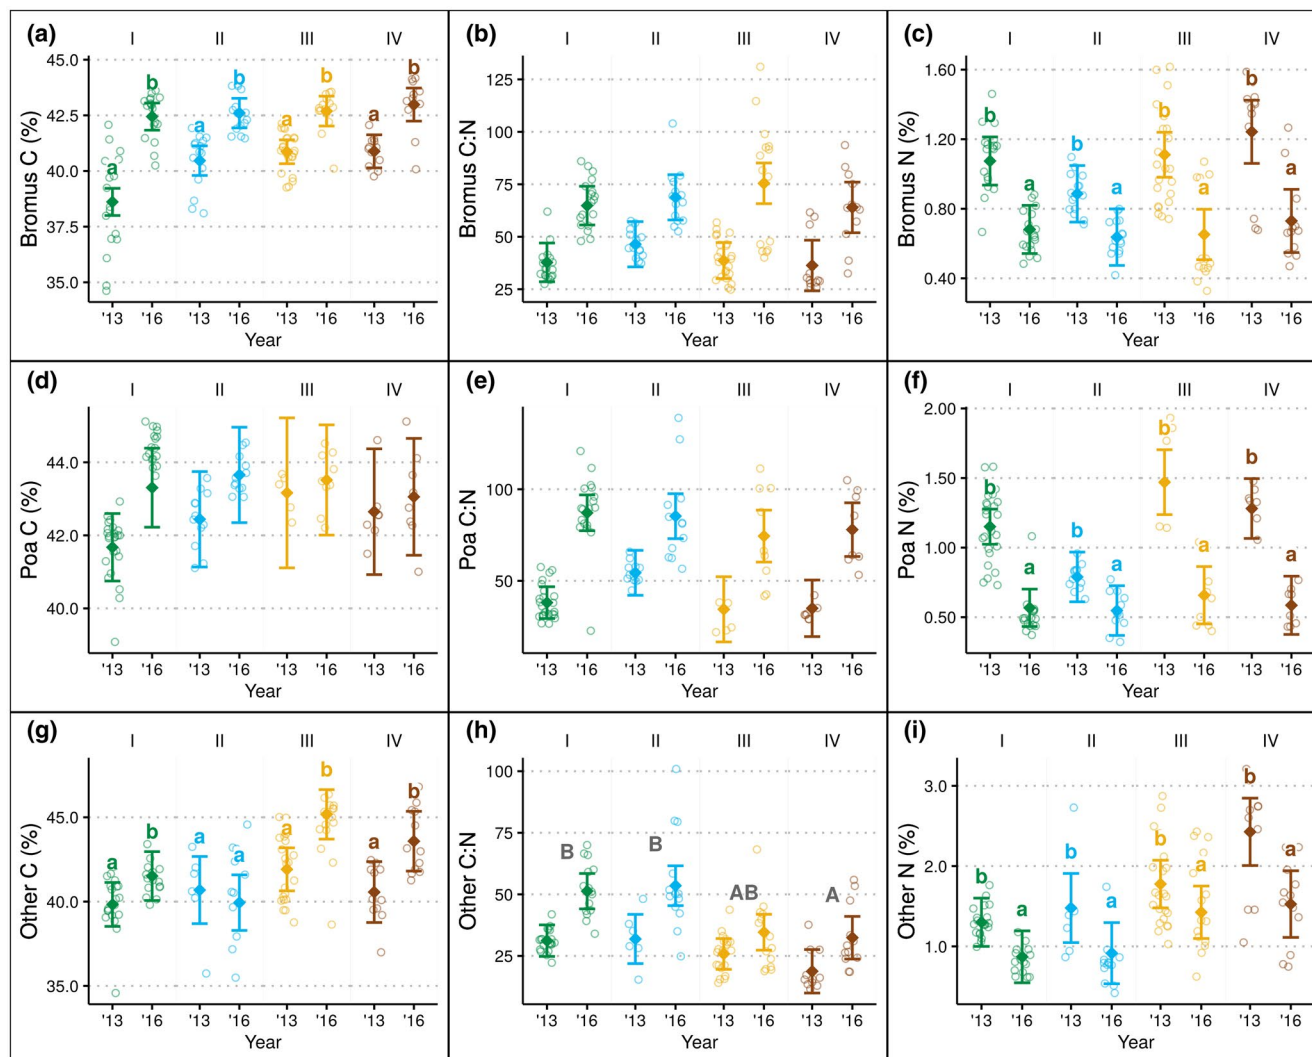 (a)
I II III IV
Bromus C (%)
45.0
42.5
40.0
37.5
35.0
a b a b a b a b
'13 '16 '13 '16 '13 '16 '13 '16
Year
(b)
I II III IV
Bromus C:N
125
100
75
50
25
'13 '16 '13 '16 '13 '16 '13 '16
Year
(c)
I II III IV
Bromus N (%)
1.60
1.20
0.80
0.40
b a b a b a b a
'13 '16 '13 '16 '13 '16 '13 '16
Year
(d)
I II III IV
Poa C (%)
44.0
42.0
40.0
'13 '16 '13 '16 '13 '16 '13 '16
Year
(e)
I II III IV
Poa C:N
100
50
'13 '16 '13 '16 '13 '16 '13 '16
Year
(f)
I II III IV
Poa N (%)
2.00
1.50
1.00
0.50
b a b a b a b a
'13 '16 '13 '16 '13 '16 '13 '16
Year
(g)
I II III IV
Other C (%)
45.0
40.0
35.0
a b a a a b a b
'13 '16 '13 '16 '13 '16 '13 '16
Year
(h)
I II III IV
Other C:N
100
75
50
25
B B AB A
'13 '16 '13 '16 '13 '16 '13 '16
Year
(i)
I II III IV
Other N (%)
3.0
2.0
1.0
b a b a b a b a
'13 '16 '13 '16 '13 '16 '13 '16
Year